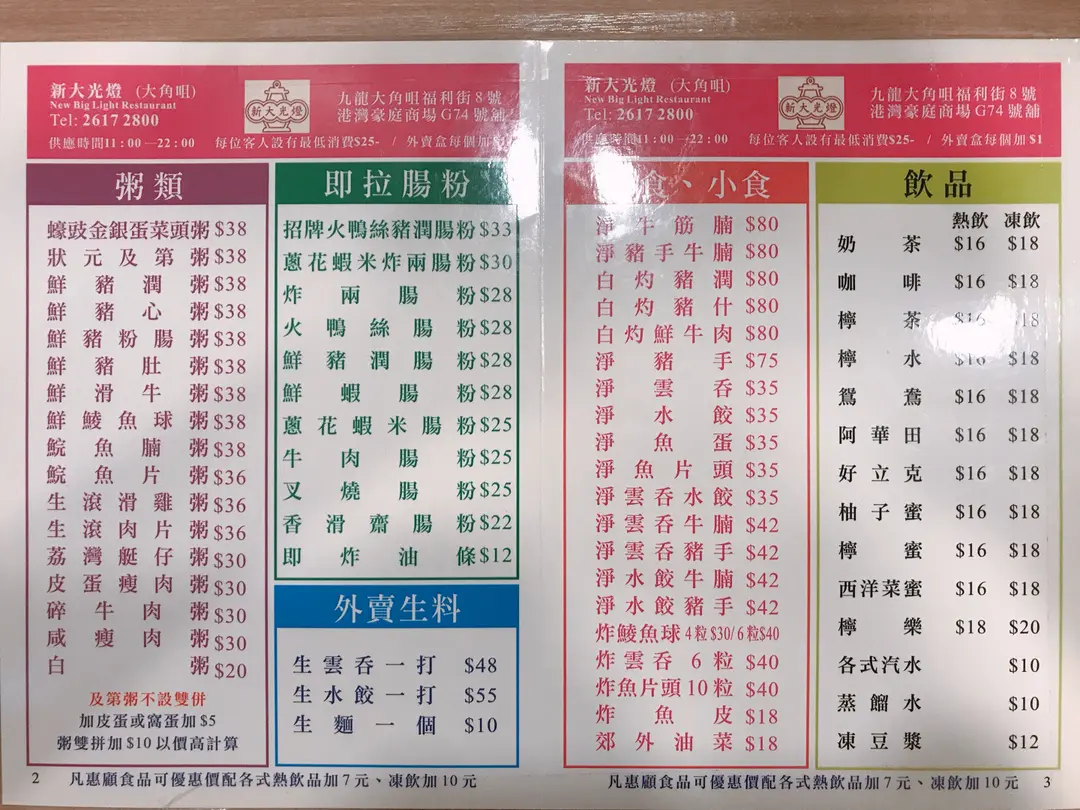 新大光燈 (大角咀)
New Big Light Restaurant
Tel: 2617 2800
新大光燈
九龍大角咀福利街8號
港灣豪庭商場G74號舖
供應時間11:00—22:00 每位客人設有最低消費$25- / 外賣盒每個加
粥類
蠔豉金銀蛋菜頭粥 $38
狀元及第粥 $38
鮮豬潤粥 $38
鮮豬心粥 $38
鮮豬粉腸粥 $38
鮮豬肚粥 $38
鮮滑牛粥 $38
鮮鯪魚球粥 $38
鯇魚腩粥 $38
鯇魚片粥 $36
生滾滑雞粥 $36
生滾肉片粥 $36
荔灣艇仔粥 $30
皮蛋瘦肉粥 $30
碎牛肉粥 $30
咸瘦肉粥 $30
白粥 $20
及第粥不設雙併
加皮蛋或窩蛋加 $5
粥雙拼加 $10 以價高計算
即拉腸粉
招牌火鴨絲豬潤腸粉 $33
蔥花蝦米炸兩腸粉 $30
炸兩腸粉 $28
火鴨絲腸粉 $28
鮮豬潤腸粉 $28
鮮蝦腸粉 $28
蔥花蝦米腸粉 $25
牛肉腸粉 $25
叉燒腸粉 $25
香滑齋腸粉 $22
即炸油條 $12
外賣生料
生雲吞一打 $48
生水餃一打 $55
生麵一個 $10
2 凡惠顧食品可優惠價配各式熱飲品加7元、凍飲加10元
新大光燈 (大角咀)
New Big Light Restaurant
Tel: 2617 2800
新大光燈
九龍大角咀福利街8號
港灣豪庭商場G74號舖
供應時間11:00—22:00 每位客人設有最低消費$25- / 外賣盒每個加 $1
食、小食
淨牛筋腩 $80
淨豬手牛腩 $80
白灼豬潤 $80
白灼豬什 $80
白灼鮮牛肉 $80
淨豬手 $75
淨雲吞 $35
淨水餃 $35
淨魚蛋 $35
淨魚片頭 $35
淨雲吞水餃 $35
淨雲吞牛腩 $42
淨雲吞豬手 $42
淨水餃牛腩 $42
淨水餃豬手 $42
炸鯪魚球 4粒$30/6粒$40
炸雲吞6粒 $40
炸魚片頭10粒 $40
炸魚皮 $18
郊外油菜 $18
飲品
熱飲 凍飲
奶茶 $16 $18
咖啡 $16 $18
檸茶 $16 $18
檸水 $16 $18
鴛鴦 $16 $18
阿華田 $16 $18
好立克 $16 $18
柚子蜜 $16 $18
檸蜜 $16 $18
西洋菜蜜 $16 $18
檸樂 $18 $20
各式汽水 $10
蒸餾水 $10
凍豆漿 $12
凡惠顧食品可優惠價配各式熱飲品加7元、凍飲加10元 3